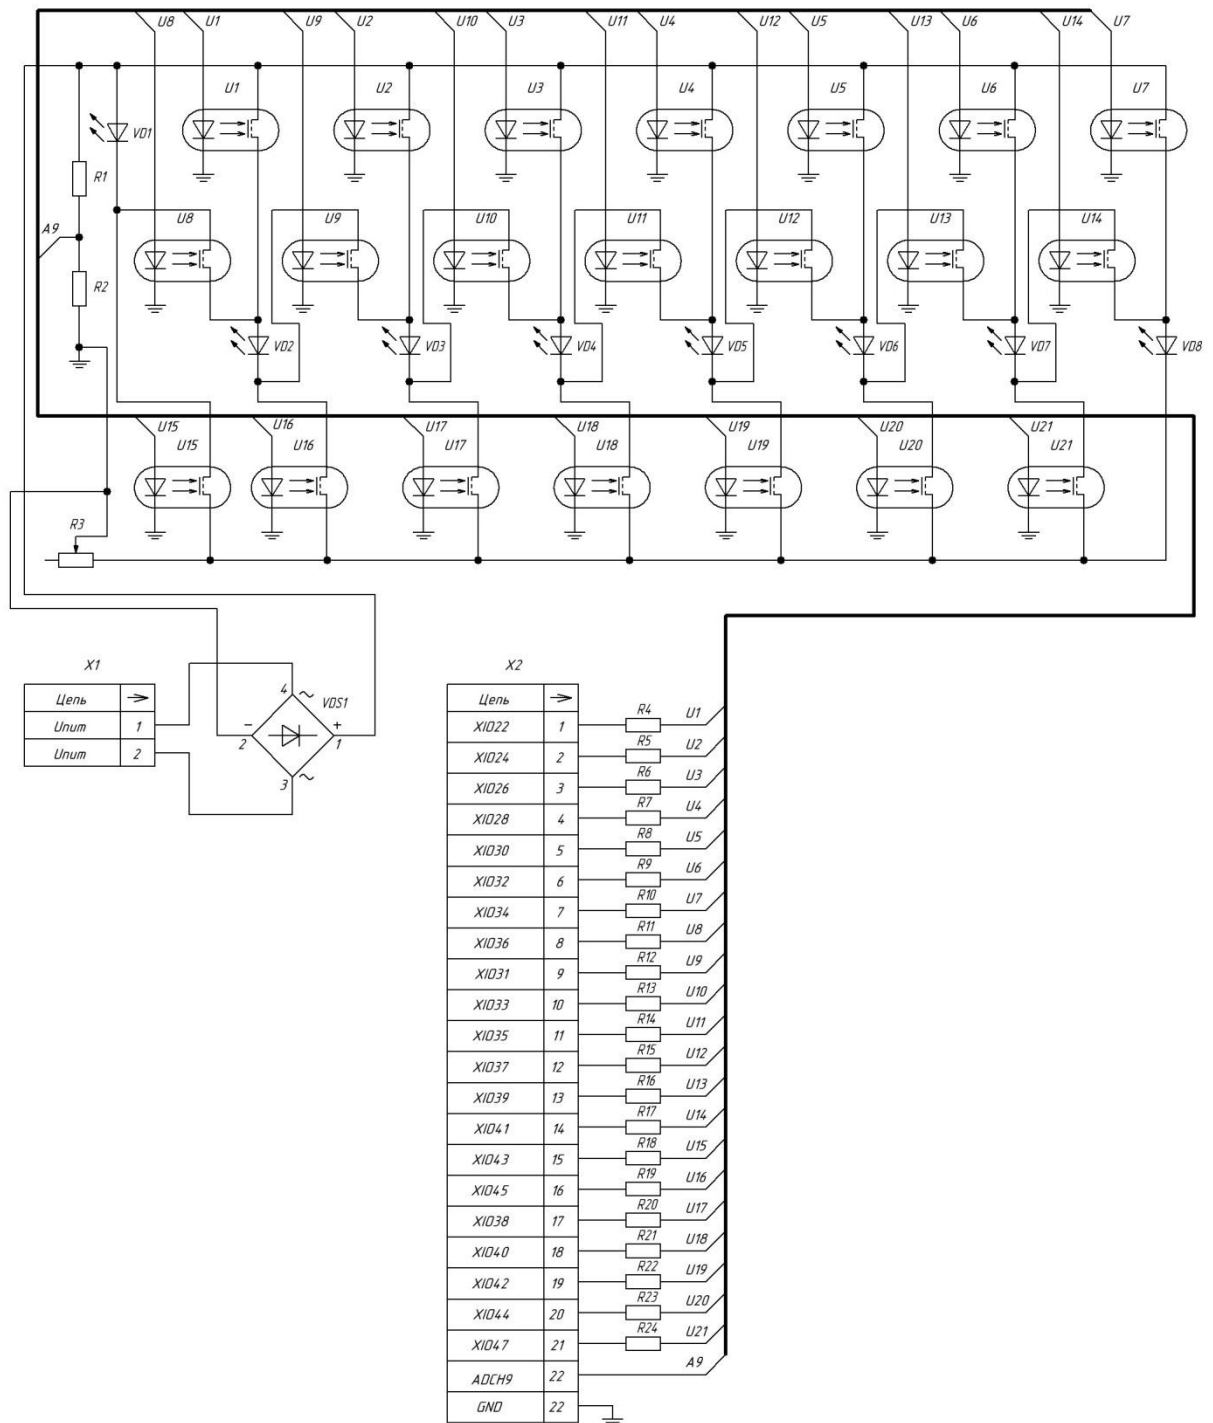 U8 U1 U9 U2 U10 U3 U11 U4 U12 U5 U13 U6 U14 U7
U1 U2 U3 U4 U5 U6 U7
VD1
R1
U8 U9 U10 U11 U12 U13 U14
A9
R2
VD2 VD3 VD4 VD5 VD6 VD7 VD8
U15 U16 U17 U18 U19 U20 U21
U15 U16 U17 U18 U19 U20 U21
R3
X1
Цепь
Uпит 1
Uпит 2
4 ~
VDS1
− +
2 1
3 ~
X2
Цепь
XIO22 1 R4 U1
XIO24 2 R5 U2
XIO26 3 R6 U3
XIO28 4 R7 U4
XIO30 5 R8 U5
XIO32 6 R9 U6
XIO34 7 R10 U7
XIO36 8 R11 U8
XIO31 9 R12 U9
XIO33 10 R13 U10
XIO35 11 R14 U11
XIO37 12 R15 U12
XIO39 13 R16 U13
XIO41 14 R17 U14
XIO43 15 R18 U15
XIO45 16 R19 U16
XIO38 17 R20 U17
XIO40 18 R21 U18
XIO42 19 R22 U19
XIO44 20 R23 U20
XIO47 21 R24 U21
ADCH9 22 A9
GND 22